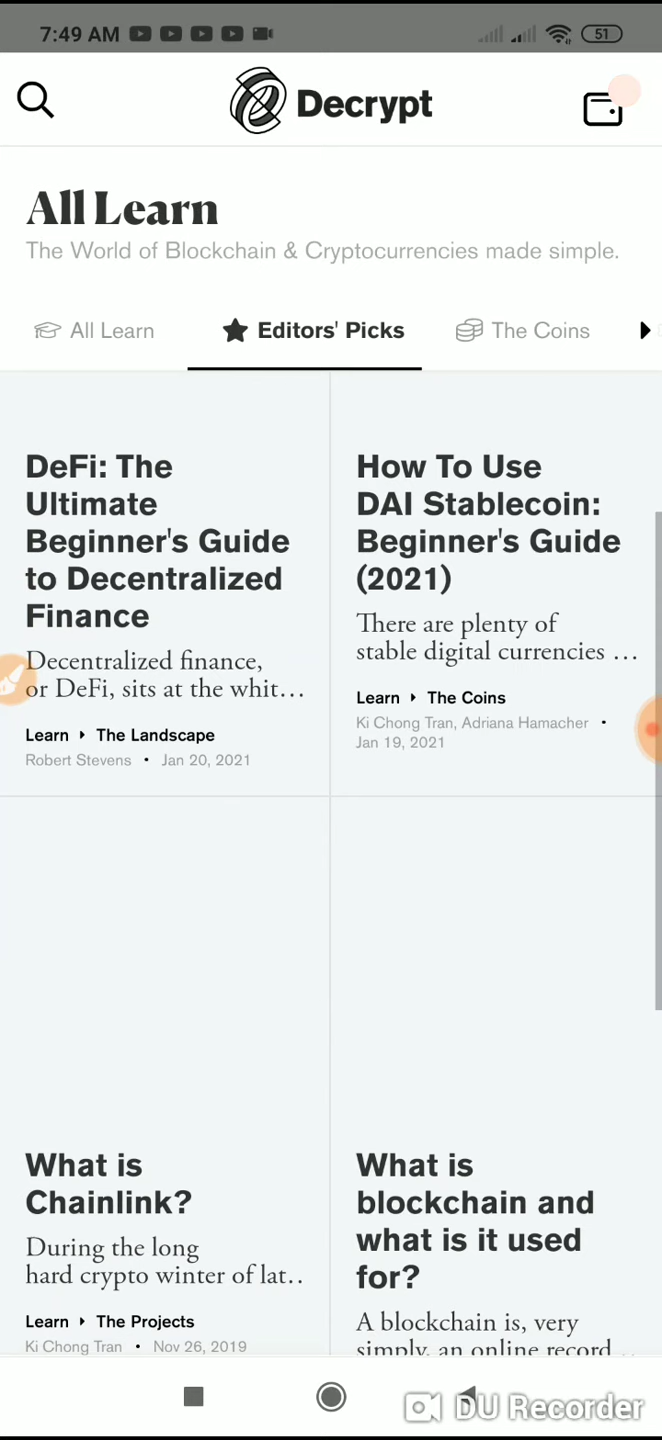 7:49 AM
51
Decrypt
All Learn
The World of Blockchain & Cryptocurrencies made simple.
All Learn
Editors' Picks
The Coins
DeFi: The
Ultimate
Beginner's Guide
to Decentralized
Finance
Decentralized finance,
or DeFi, sits at the whit...
Learn ‣ The Landscape
Robert Stevens • Jan 20, 2021
How To Use
DAI Stablecoin:
Beginner's Guide
(2021)
There are plenty of
stable digital currencies ...
Learn ‣ The Coins
Ki Chong Tran, Adriana Hamacher •
Jan 19, 2021
What is
Chainlink?
During the long
hard crypto winter of lat..
Learn ‣ The Projects
Ki Chong Tran • Nov 26, 2019
What is
blockchain and
what is it used
for?
A blockchain is, very
simply, an online record ...
DU Recorder